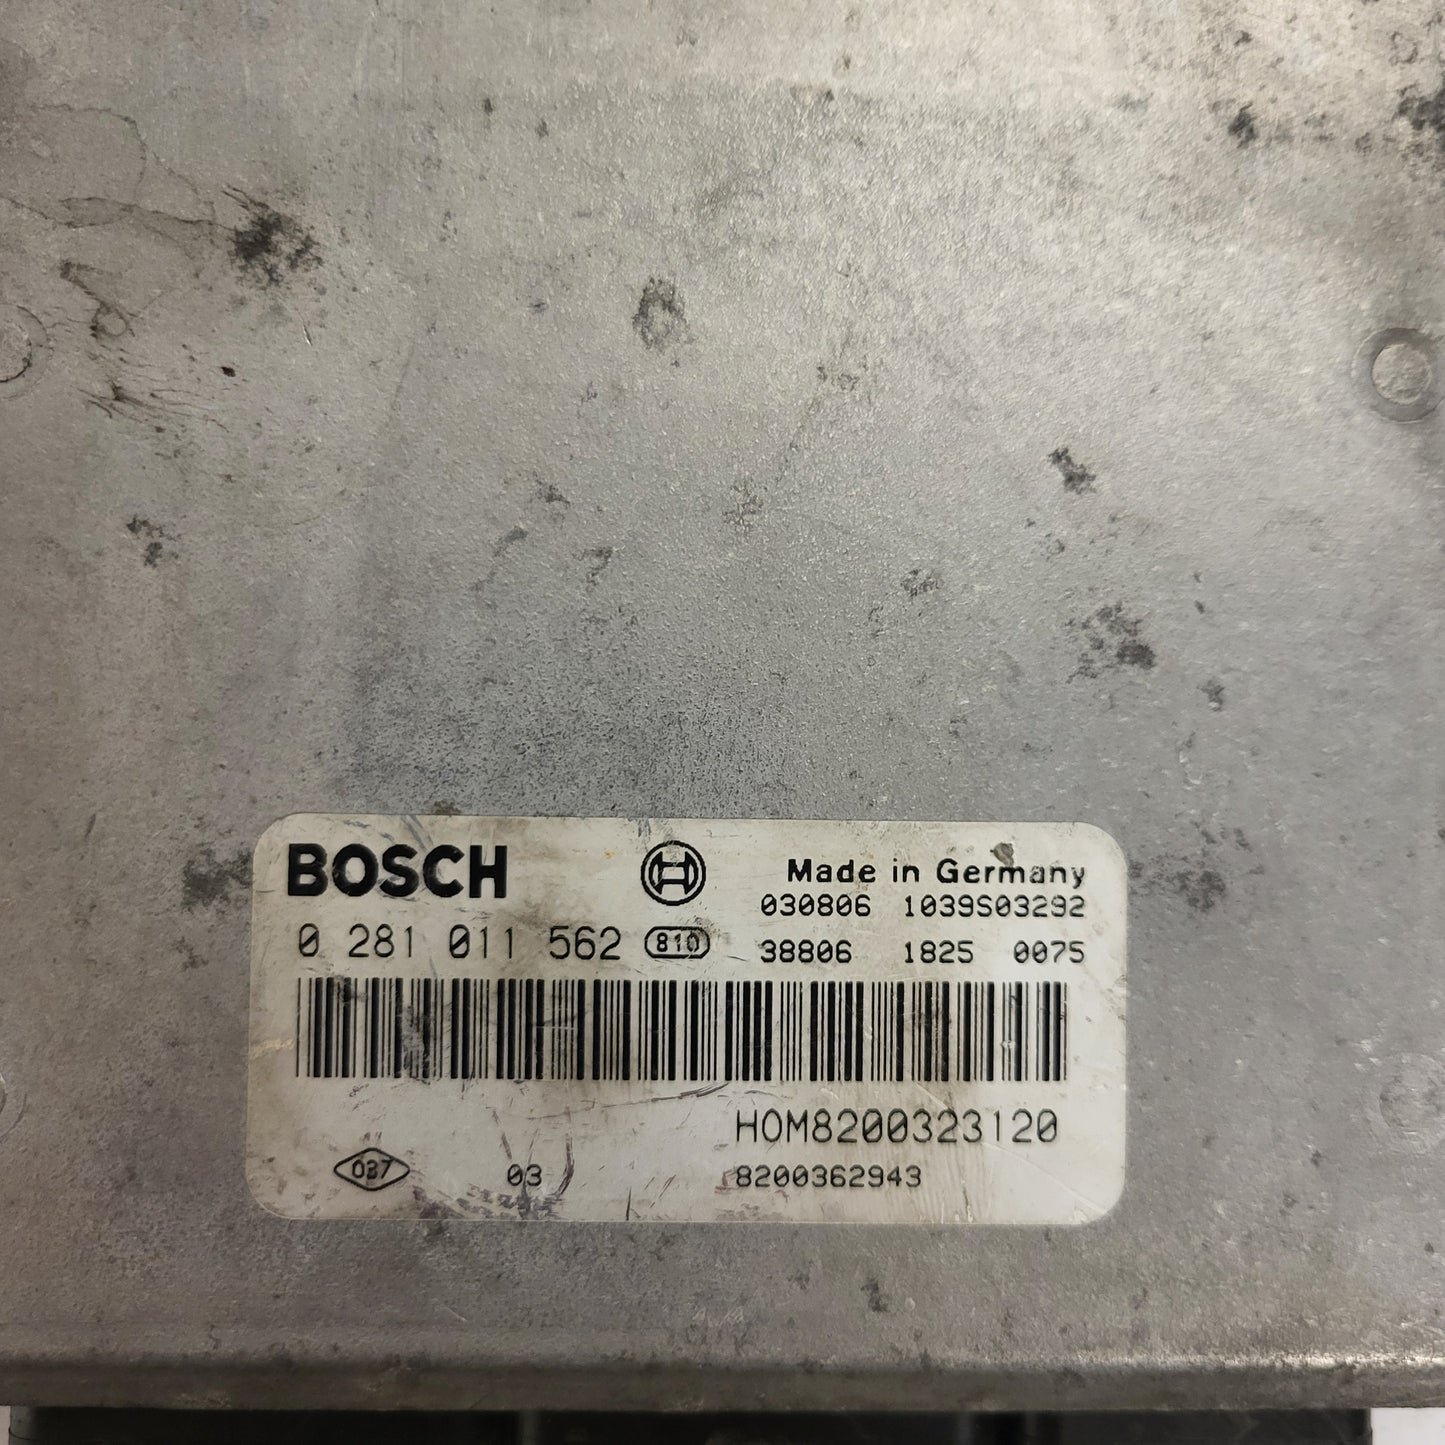 BOSCH
Made in Germany
030806 1039S03292
0 281 011 562 810
38806 1825 0075
HOM8200323120
037 03 8200362943